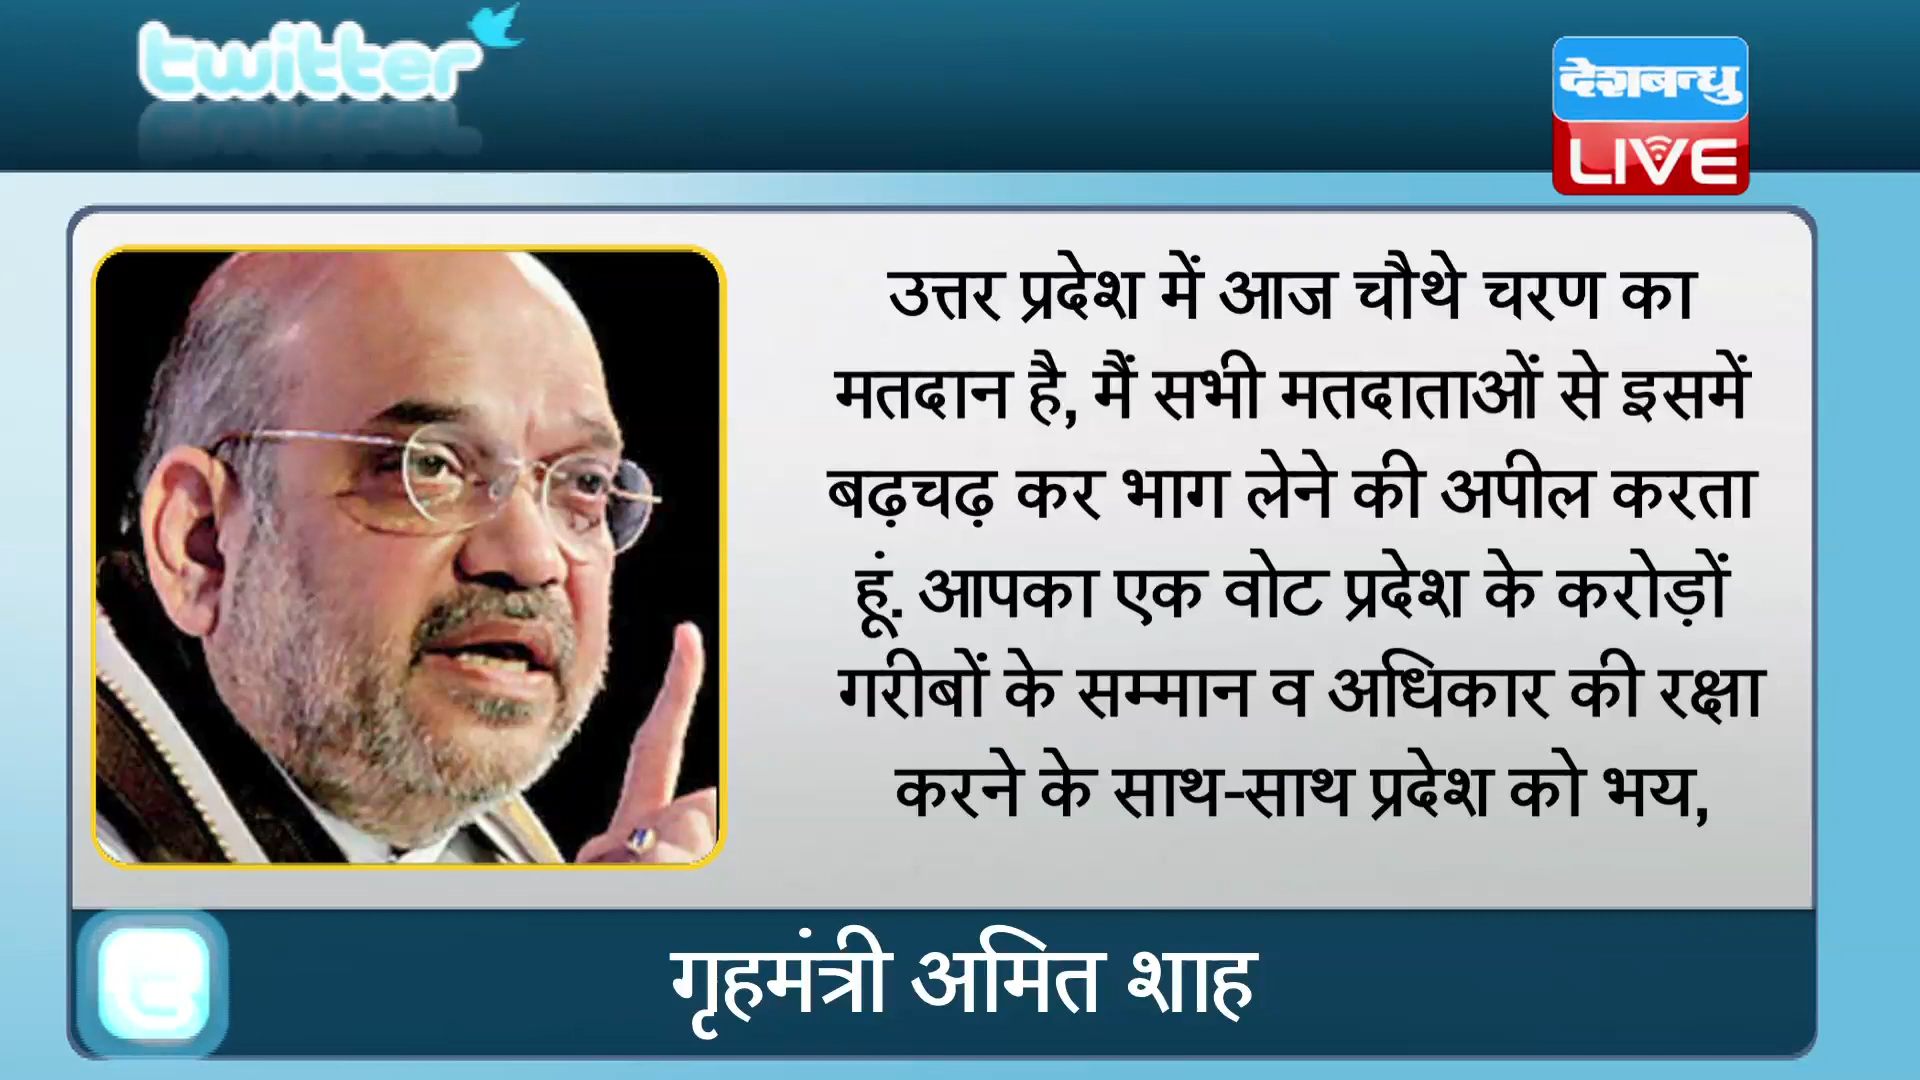 twitter
देशबन्धु
LIVE
उत्तर प्रदेश में आज चौथे चरण का
मतदान है, मैं सभी मतदाताओं से इसमें
बढ़चढ़ कर भाग लेने की अपील करता
हूं. आपका एक वोट प्रदेश के करोड़ों
गरीबों के सम्मान व अधिकार की रक्षा
करने के साथ-साथ प्रदेश को भय,
t
गृहमंत्री अमित शाह